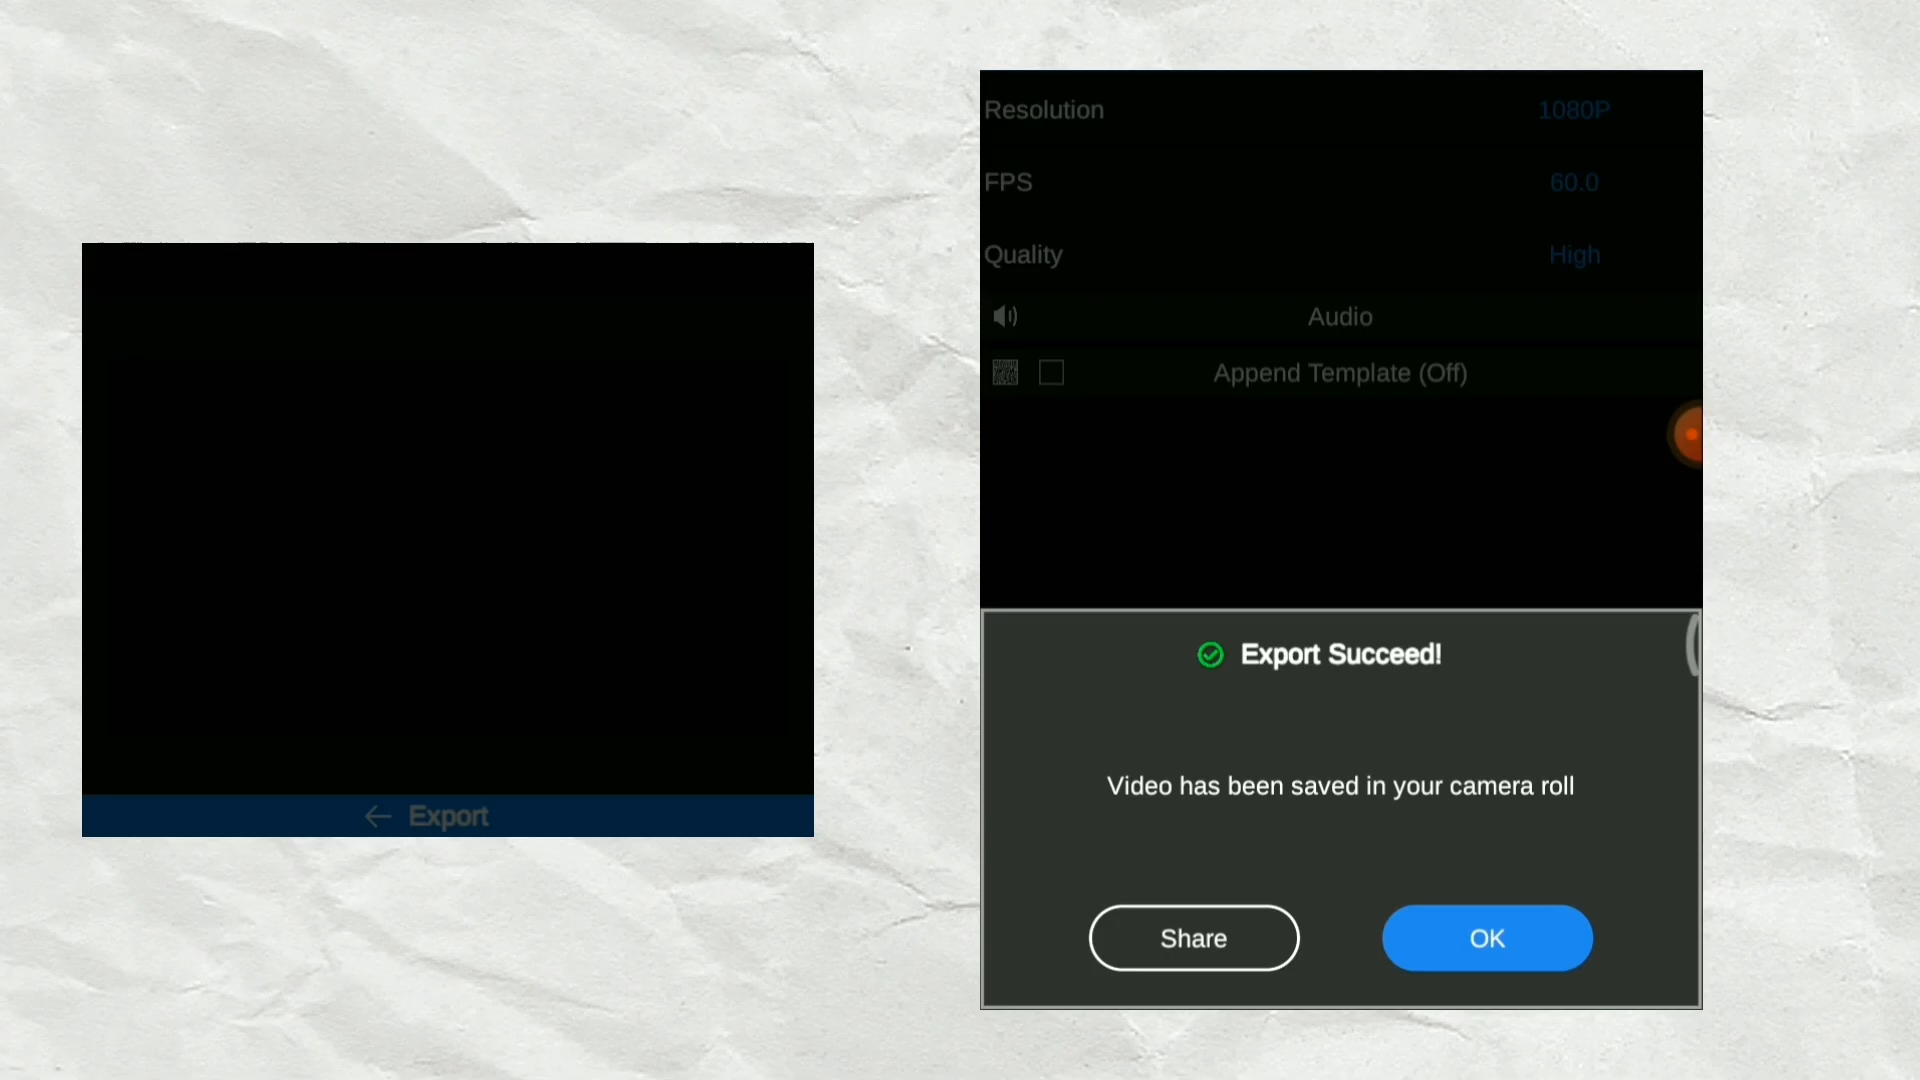 Export
Resolution 1080P
FPS 60.0
Quality High
Audio
Append Template (Off)
Export Succeed!
Video has been saved in your camera roll
Share OK